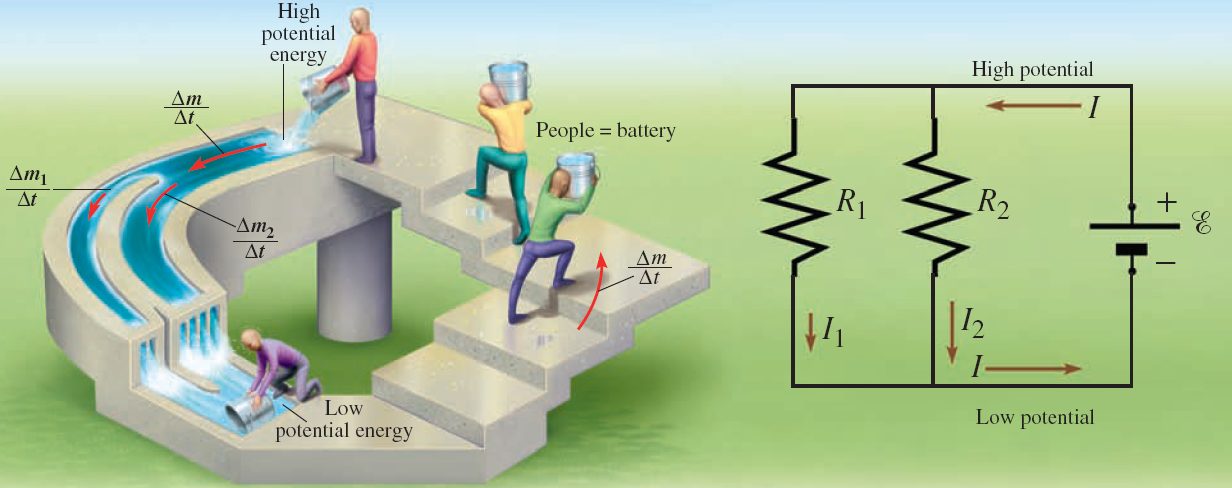 High
potential
energy
Δm
Δt
Δm₁
Δt
Δm₂
Δt
People = battery
Δm
Δt
Low
potential energy
High potential
I
R₁
R₂
+
ℰ
−
I₁
I₂
I
Low potential